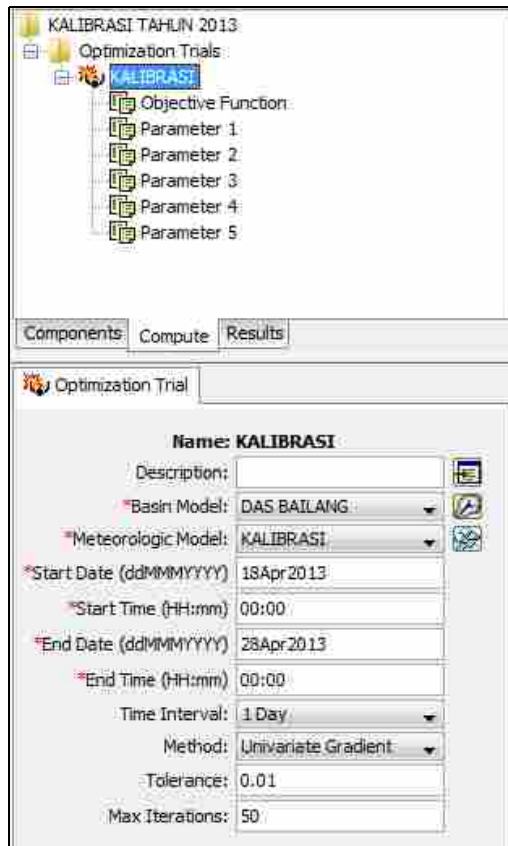 KALIBRASI TAHUN 2013
Optimization Trials
KALIBRASI
Objective Function
Parameter 1
Parameter 2
Parameter 3
Parameter 4
Parameter 5
Components Compute Results
Optimization Trial
Name: KALIBRASI
Description:
*Basin Model: DAS BAILANG
*Meteorologic Model: KALIBRASI
*Start Date (ddMMMYYYY) 18Apr2013
*Start Time (HH:mm) 00:00
*End Date (ddMMMYYYY) 28Apr2013
*End Time (HH:mm) 00:00
Time Interval: 1 Day
Method: Univariate Gradient
Tolerance: 0.01
Max Iterations: 50